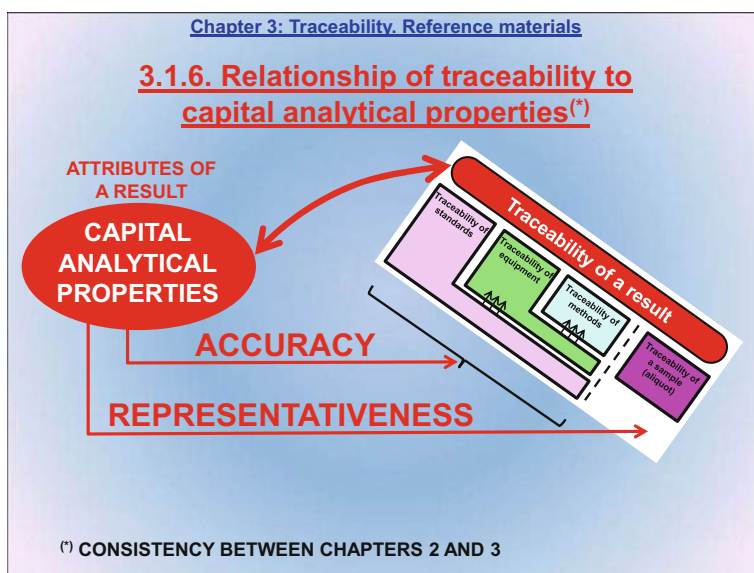 Chapter 3: Traceability. Reference materials
3.1.6. Relationship of traceability to
capital analytical properties(*)
ATTRIBUTES OF
A RESULT
CAPITAL
ANALYTICAL
PROPERTIES
Traceability of a result
Traceability of
standards
Traceability of
equipment
Traceability of
methods
Traceability of
a sample
(aliquot)
ACCURACY
REPRESENTATIVENESS
(*) CONSISTENCY BETWEEN CHAPTERS 2 AND 3